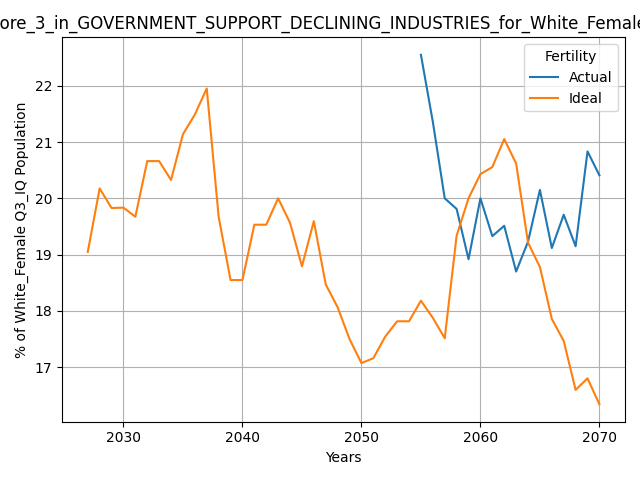 ore_3_in_GOVERNMENT_SUPPORT_DECLINING_INDUSTRIES_for_White_Female
Fertility
Actual
Ideal
% of White_Female Q3_IQ Population
22
21
20
19
18
17
2030 2040 2050 2060 2070
Years